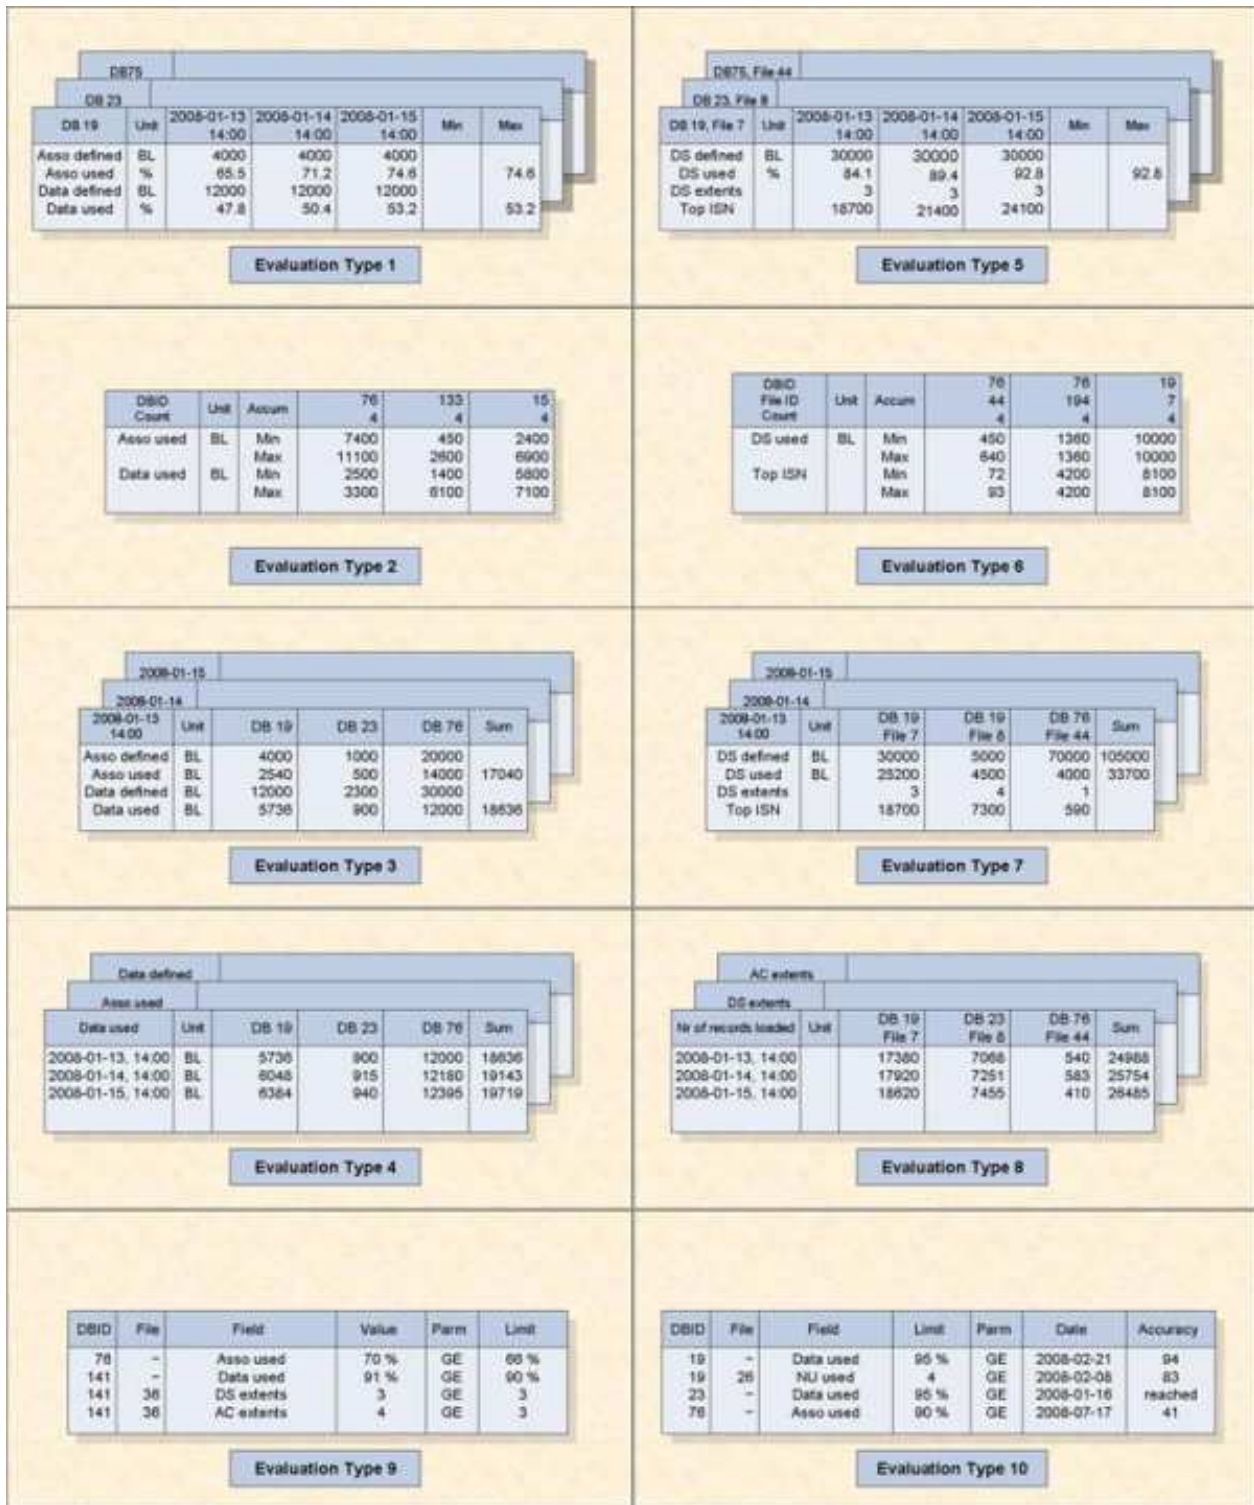 DB75
DB 23
DB 19 Unit 2008-01-13 14:00 2008-01-14 14:00 2008-01-15 14:00 Min Max
Asso defined BL 4000 4000 4000
Asso used % 65.5 71.2 74.6 74.6
Data defined BL 12000 12000 12000
Data used % 47.8 50.4 53.2 53.2
Evaluation Type 1
DB75, File 44
DB 23, File 8
DB 19, File 7 Unit 2008-01-13 14:00 2008-01-14 14:00 2008-01-15 14:00 Min Max
DS defined BL 30000 30000 30000
DS used % 84.1 89.4 92.8 92.8
DS extents 3 3 3
Top ISN 18700 21400 24100
Evaluation Type 5
DBID 76 133 15
Count Unit Accum 4 4 4
Asso used BL Min 7400 450 2400
Max 11100 2600 6900
Data used BL Min 2500 1400 5800
Max 3300 6100 7100
Evaluation Type 2
DBID 76 76 19
File ID Unit Accum 44 194 7
Count 4 4 4
DS used BL Min 450 1360 10000
Max 640 1360 10000
Top ISN Min 72 4200 8100
Max 93 4200 8100
Evaluation Type 6
2008-01-15
2008-01-14
2008-01-13 14:00 Unit DB 19 DB 23 DB 76 Sum
Asso defined BL 4000 1000 20000
Asso used BL 2540 500 14000 17040
Data defined BL 12000 2300 30000
Data used BL 5736 900 12000 18636
Evaluation Type 3
2008-01-15
2008-01-14
2008-01-13 14:00 Unit DB 19 File 7 DB 19 File 8 DB 76 File 44 Sum
DS defined BL 30000 5000 70000 105000
DS used BL 25200 4500 4000 33700
DS extents 3 4 1
Top ISN 18700 7300 590
Evaluation Type 7
Data defined
Asso used
Data used Unit DB 19 DB 23 DB 76 Sum
2008-01-13, 14:00 BL 5736 900 12000 18636
2008-01-14, 14:00 BL 6048 915 12180 19143
2008-01-15, 14:00 BL 6384 940 12395 19719
Evaluation Type 4
AC extents
DS extents
Nr of records loaded Unit DB 19 File 7 DB 23 File 8 DB 76 File 44 Sum
2008-01-13, 14:00 17380 7068 540 24988
2008-01-14, 14:00 17920 7251 583 25754
2008-01-15, 14:00 18620 7455 410 26485
Evaluation Type 8
DBID File Field Value Parm Limit
76 – Asso used 70 % GE 66 %
141 – Data used 91 % GE 90 %
141 36 DS extents 3 GE 3
141 36 AC extents 4 GE 3
Evaluation Type 9
DBID File Field Limit Parm Date Accuracy
19 – Data used 95 % GE 2008-02-21 94
19 26 NU used 4 GE 2008-02-08 83
23 – Data used 95 % GE 2008-01-16 reached
76 – Asso used 90 % GE 2008-07-17 41
Evaluation Type 10